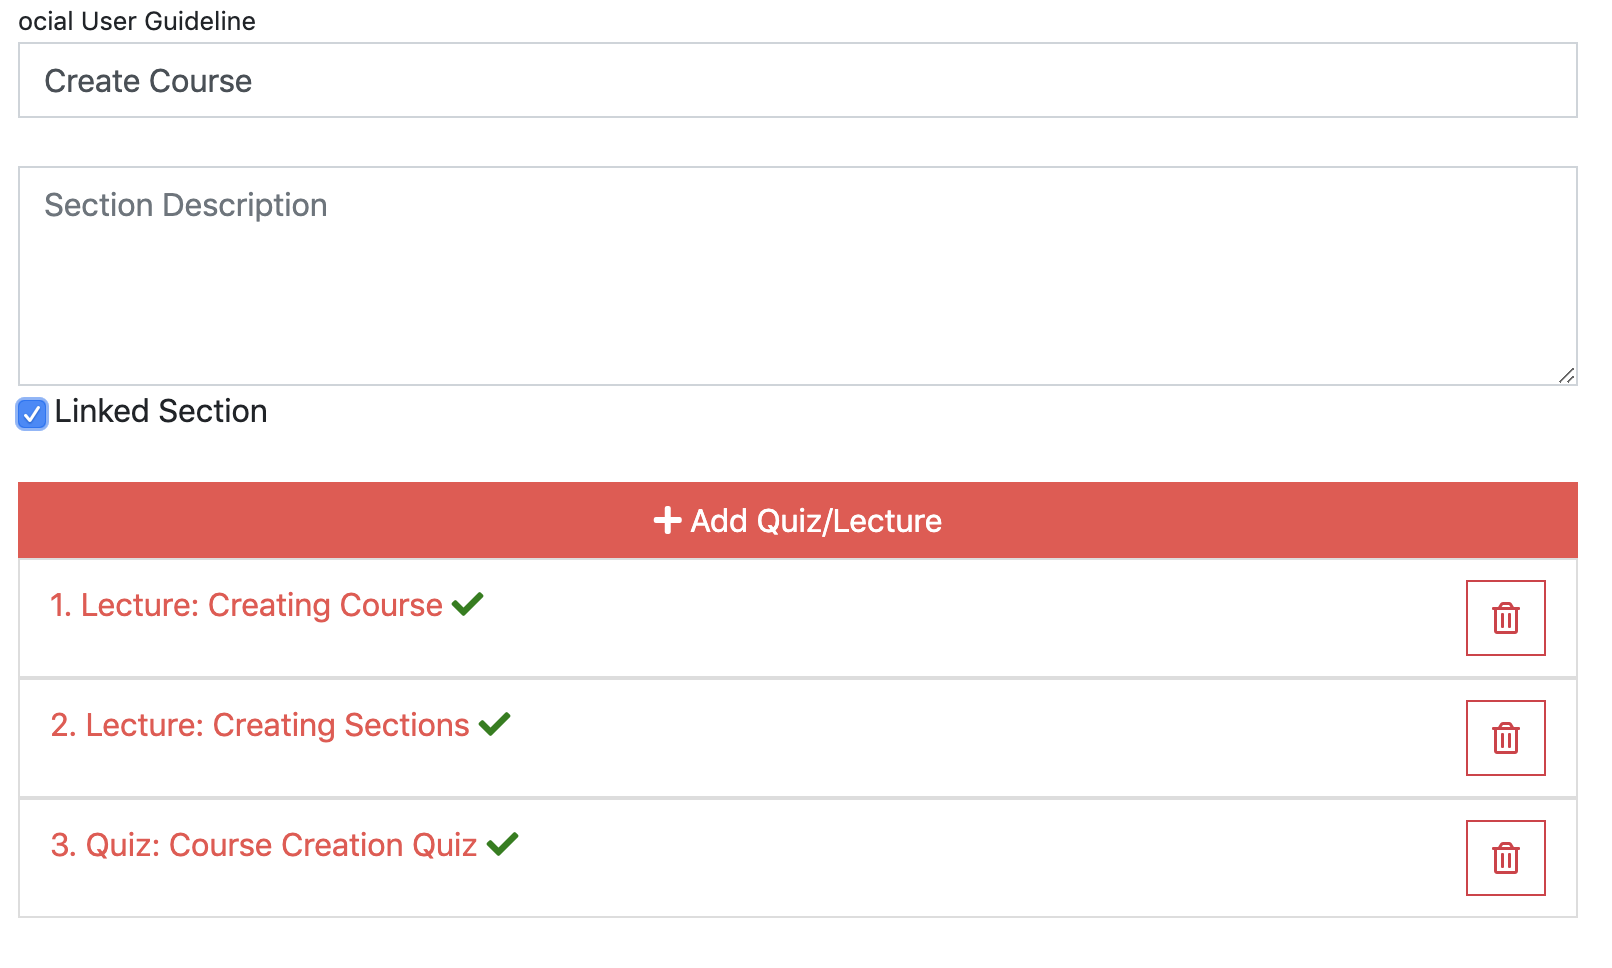 ocial User Guideline
Create Course
Section Description
Linked Section
Add Quiz/Lecture
1. Lecture: Creating Course
2. Lecture: Creating Sections
3. Quiz: Course Creation Quiz